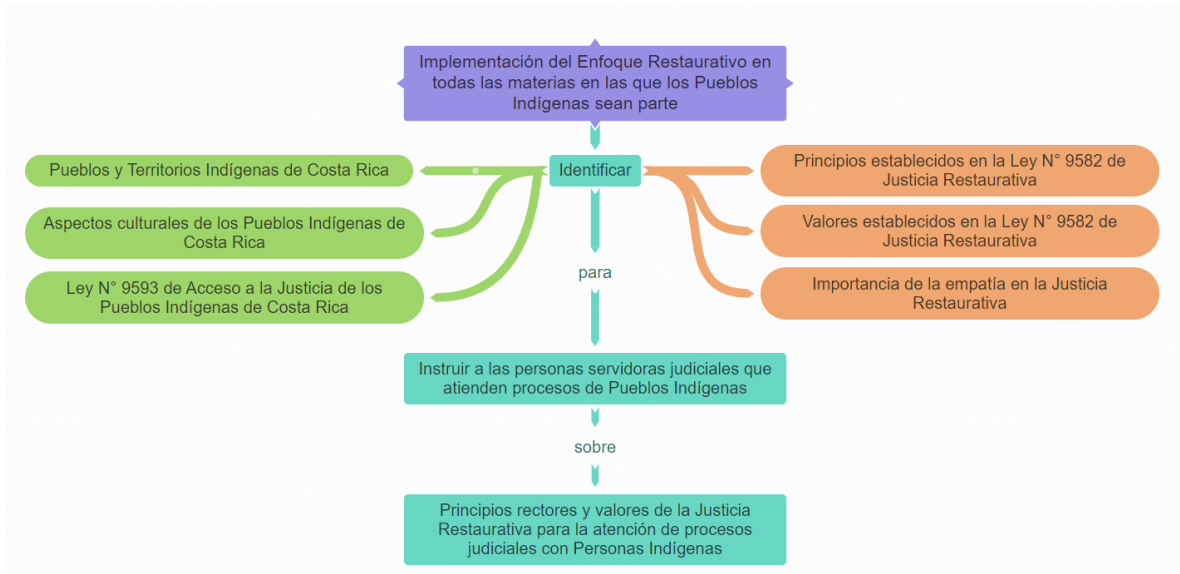 Implementación del Enfoque Restaurativo en
todas las materias en las que los Pueblos
Indígenas sean parte
Identificar
Pueblos y Territorios Indígenas de Costa Rica
Aspectos culturales de los Pueblos Indígenas de
Costa Rica
Ley N° 9593 de Acceso a la Justicia de los
Pueblos Indígenas de Costa Rica
Principios establecidos en la Ley N° 9582 de
Justicia Restaurativa
Valores establecidos en la Ley N° 9582 de
Justicia Restaurativa
Importancia de la empatía en la Justicia
Restaurativa
para
Instruir a las personas servidoras judiciales que
atienden procesos de Pueblos Indígenas
sobre
Principios rectores y valores de la Justicia
Restaurativa para la atención de procesos
judiciales con Personas Indígenas